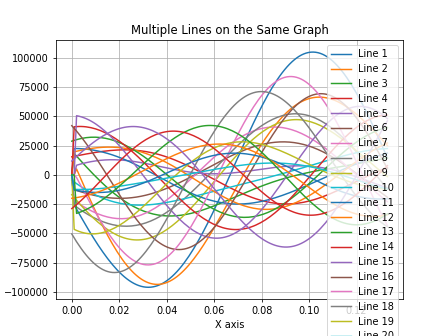 Multiple Lines on the Same Graph
100000
75000
50000
25000
0
−25000
−50000
−75000
−100000
0.00
0.02
0.04
0.06
0.08
0.10
X axis
Line 1
Line 2
Line 3
Line 4
Line 5
Line 6
Line 7
Line 8
Line 9
Line 10
Line 11
Line 12
Line 13
Line 14
Line 15
Line 16
Line 17
Line 18
Line 19
Line 20